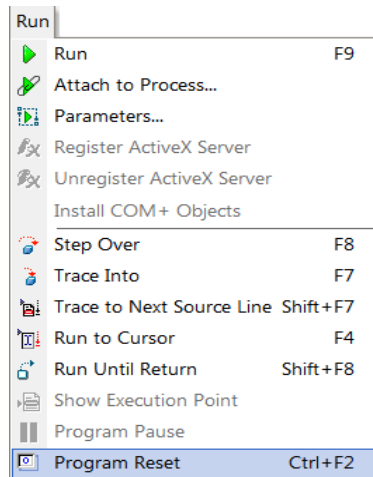 Run
Run F9
Attach to Process...
Parameters...
Register ActiveX Server
Unregister ActiveX Server
Install COM+ Objects
Step Over F8
Trace Into F7
Trace to Next Source Line Shift+F7
Run to Cursor F4
Run Until Return Shift+F8
Show Execution Point
Program Pause
Program Reset Ctrl+F2